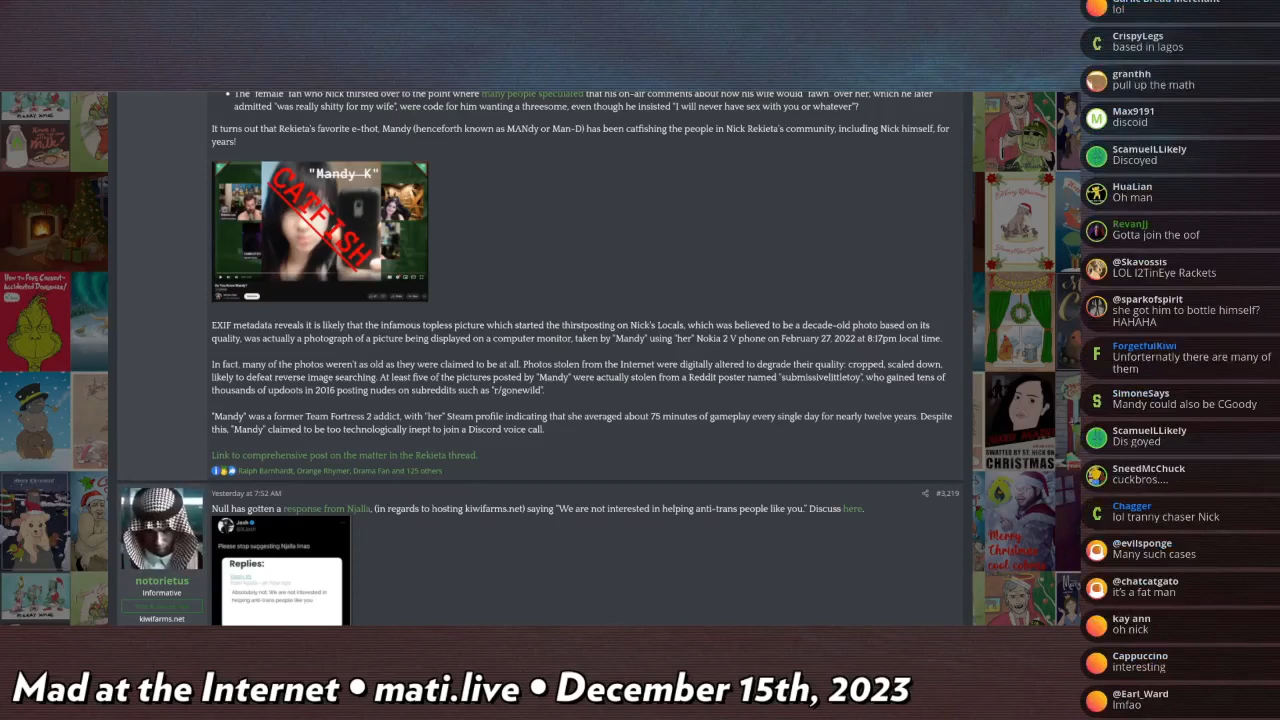 • The "female" fan who Nick thirsted over to the point where many people speculated that his on-air comments about how his wife would "fawn" over her, which he later
admitted "was really shitty for my wife", were code for him wanting a threesome, even though he insisted "I will never have sex with you or whatever"?
It turns out that Rekieta's favorite e-thot, Mandy (henceforth known as MANdy or Man-D) has been catfishing the people in Nick Rekieta's community, including Nick himself, for
years!
"Mandy K"
CATFISH
Do You Know Mandy?
EXIF metadata reveals it is likely that the infamous topless picture which started the thirstposting on Nick's Locals, which was believed to be a decade-old photo based on its
quality, was actually a photograph of a picture being displayed on a computer monitor, taken by "Mandy" using "her" Nokia 2 V phone on February 27, 2022 at 8:17pm local time.
In fact, many of the photos weren't as old as they were claimed to be at all. Photos stolen from the Internet were digitally altered to degrade their quality: cropped, scaled down,
likely to defeat reverse image searching. At least five of the pictures posted by "Mandy" were actually stolen from a Reddit poster named "submissivelittletoy", who gained tens of
thousands of updoots in 2016 posting nudes on subreddits such as "r/gonewild".
"Mandy" was a former Team Fortress 2 addict, with "her" Steam profile indicating that she averaged about 75 minutes of gameplay every single day for nearly twelve years. Despite
this, "Mandy" claimed to be too technologically inept to join a Discord voice call.
Link to comprehensive post on the matter in the Rekieta thread.
Ralph Barnhardt, Orange Rhymer, Drama Fan and 125 others
Yesterday at 7:52 AM
#3,219
Null has gotten a response from Njalla, (in regards to hosting kiwifarms.net) saying "We are not interested in helping anti-trans people like you." Discuss here.
Josh
Please stop suggesting Njalla lmao
Replies:
Absolutely not. We are not interested in
helping anti-trans people like you
notorietus
Informative
kiwifarms.net
Merry
Christmas
cool
SWATTED BY ST. NICK ON
CHRISTMAS
lol
CrispyLegs
based in lagos
granthh
pull up the math
Max9191
discoid
ScamuelLLikely
Discoyed
HuaLian
Oh man
RevanJJ
Gotta join the oof
@Skavossis
LOL I2TinEye Rackets
@sparkofspirit
she got him to bottle himself?
HAHAHA
ForgetfulKiwi
Unforternatly there are many of
them
SimoneSays
Mandy could also be CGoody
ScamuelLLikely
Dis goyed
SneedMcChuck
cuckbros....
Chagger
lol tranny chaser Nick
@evilsponge
Many such cases
@catcatgato
it's a fat man
kay ann
oh nick
Cappuccino
interesting
@Earl_Ward
lmfao
Mad at the Internet • mati.live • December 15th, 2023